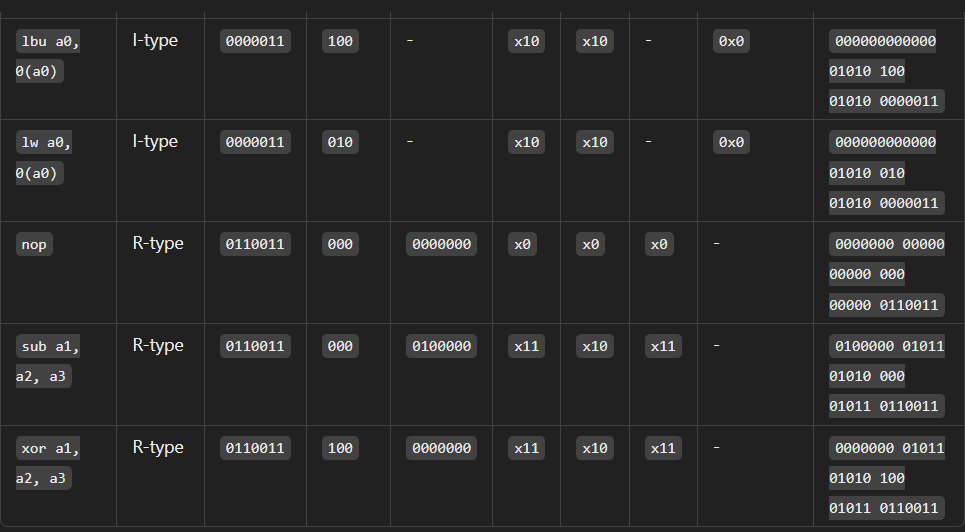 lbu a0, I-type 0000011 100 - x10 x10 - 0x0 000000000000
0(a0) 01010 100
01010 0000011
lw a0, I-type 0000011 010 - x10 x10 - 0x0 000000000000
0(a0) 01010 010
01010 0000011
nop R-type 0110011 000 0000000 x0 x0 x0 - 0000000 00000
00000 000
00000 0110011
sub a1, R-type 0110011 000 0100000 x11 x10 x11 - 0100000 01011
a2, a3 01010 000
01011 0110011
xor a1, R-type 0110011 100 0000000 x11 x10 x11 - 0000000 01011
a2, a3 01010 100
01011 0110011